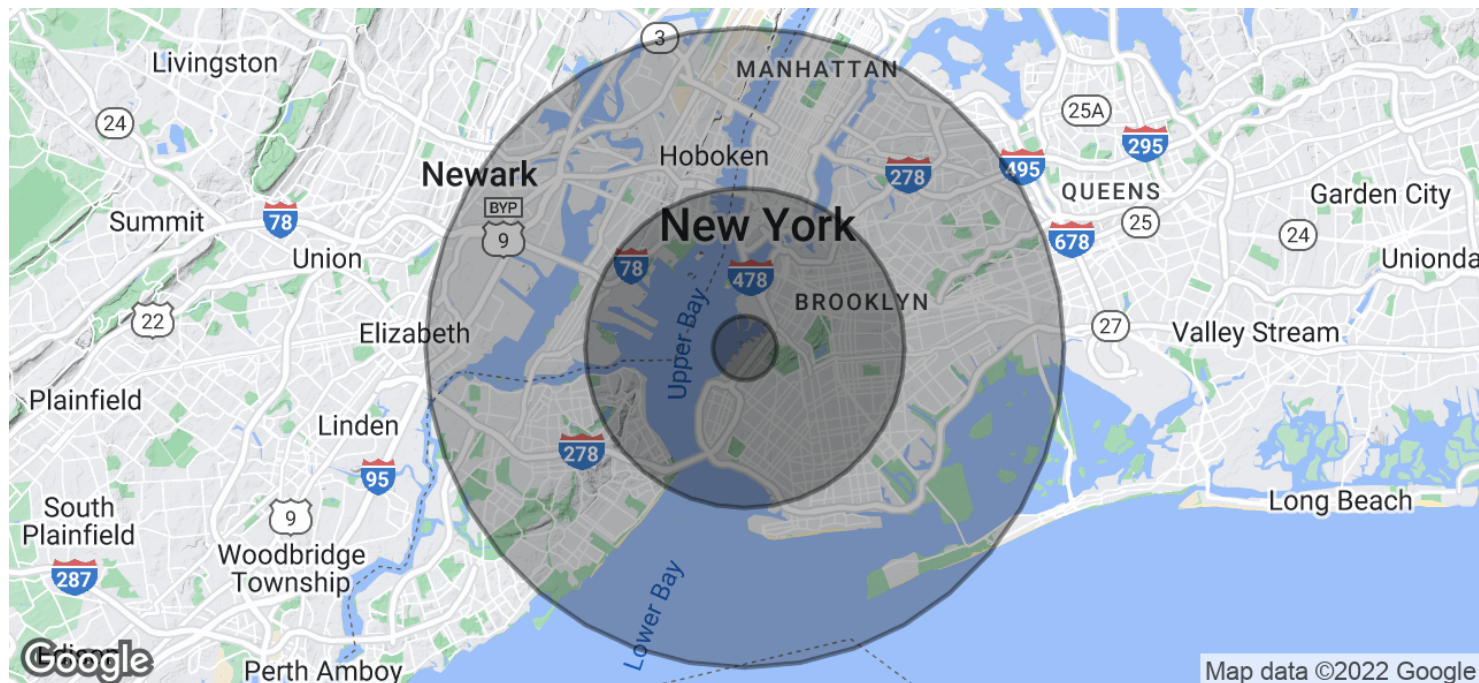 3
Livingston
MANHATTAN
25A
24
295
Hoboken
495
278
Newark
QUEENS
Garden City
BYP
9
Summit
78
New York
25
24
678
Union
78
478
Unionda
BROOKLYN
22
Elizabeth
27
Valley Stream
Upper Bay
Plainfield
Linden
278
95
South
Plainfield
9
Long Beach
Woodbridge
Township
287
Lower Bay
Edison
Google
Perth Amboy
Map data ©2022 Google